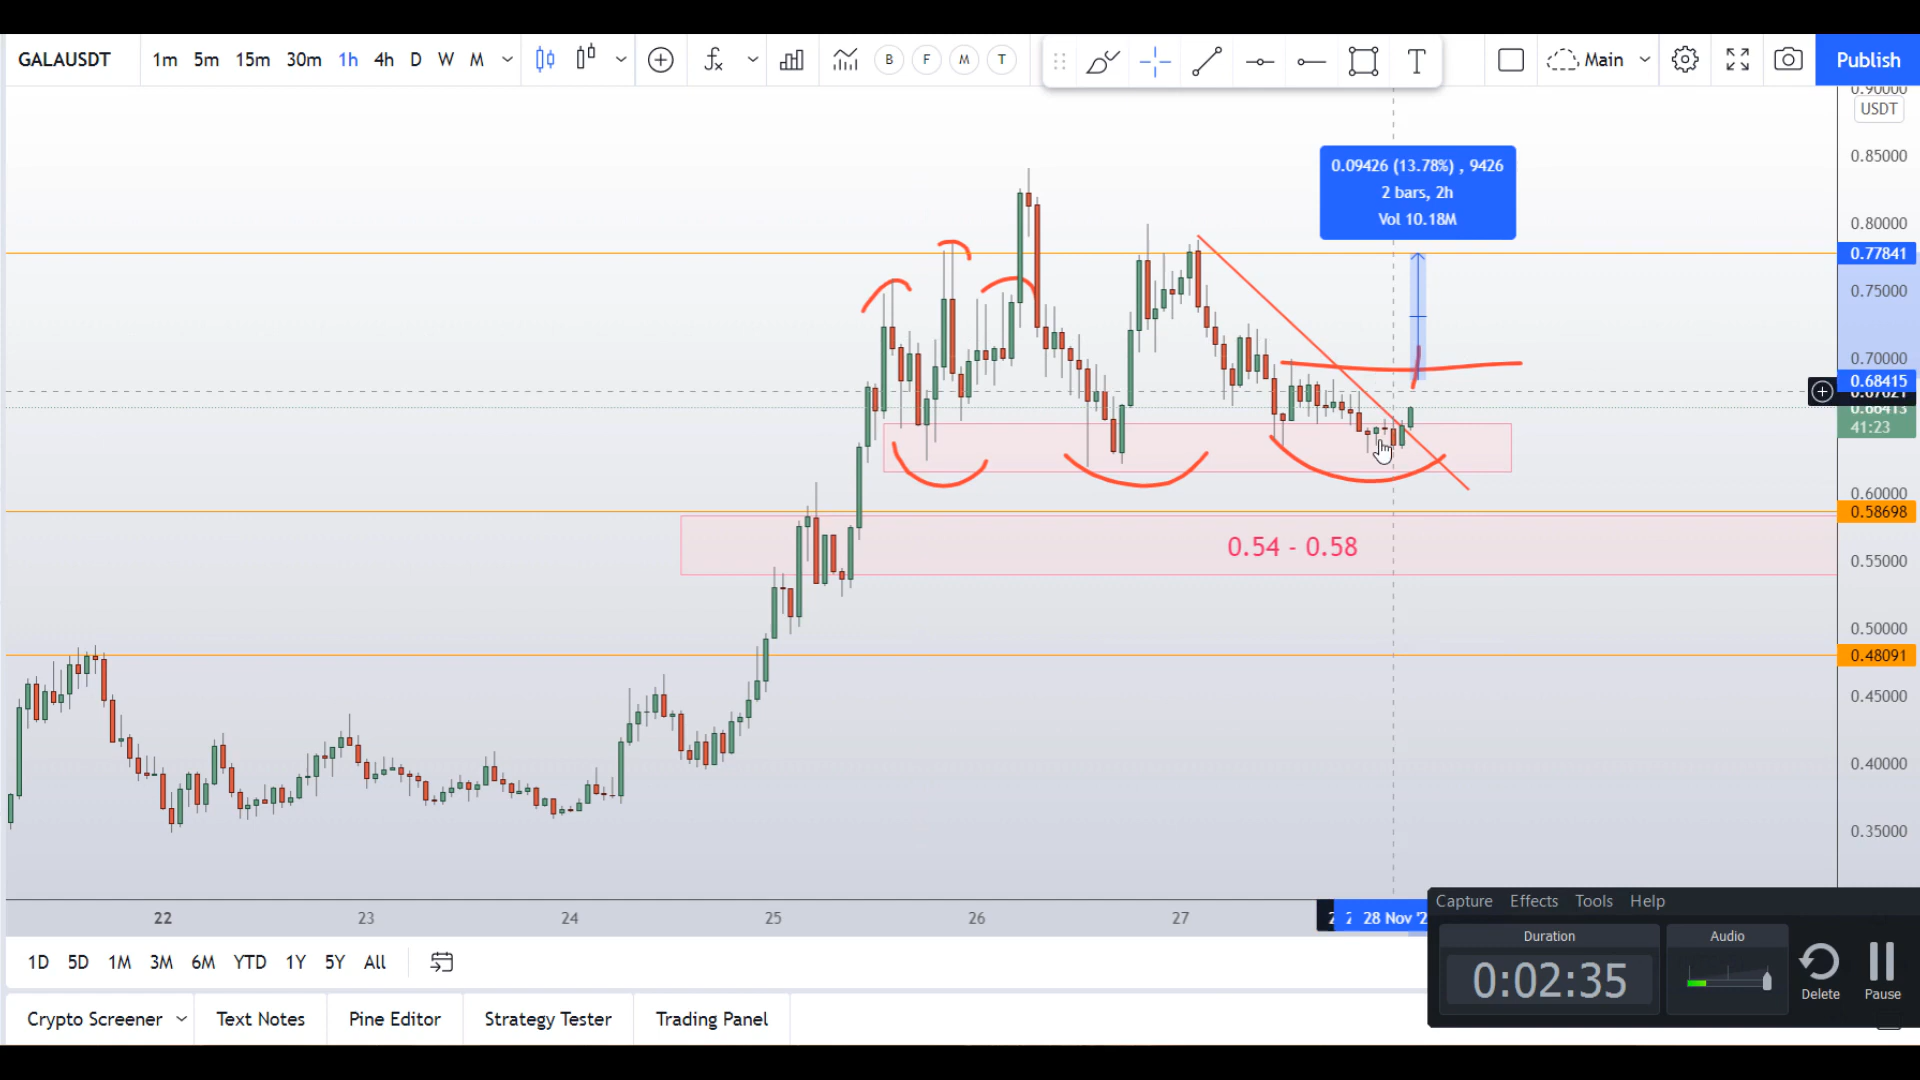 GALAUSDT 1m 5m 15m 30m 1h 4h D W M B F M T T Main Publish
0.90000
USDT
0.85000
0.80000
0.77841
0.75000
0.70000
0.68415
0.66413
41:23
0.60000
0.58698
0.55000
0.50000
0.48091
0.45000
0.40000
0.35000
0.09426 (13.78%) , 9426
2 bars, 2h
Vol 10.18M
0.54 - 0.58
22 23 24 25 26 27 28 Nov '2
1D 5D 1M 3M 6M YTD 1Y 5Y All
Crypto Screener Text Notes Pine Editor Strategy Tester Trading Panel
Capture Effects Tools Help
Duration Audio
0:02:35
Delete Pause